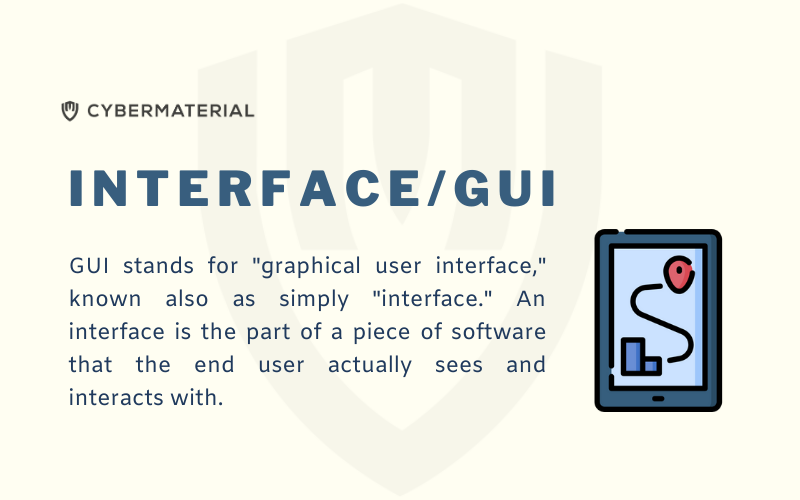 CYBERMATERIAL
INTERFACE/GUI
GUI stands for "graphical user interface,"
known also as simply "interface." An
interface is the part of a piece of software
that the end user actually sees and
interacts with.